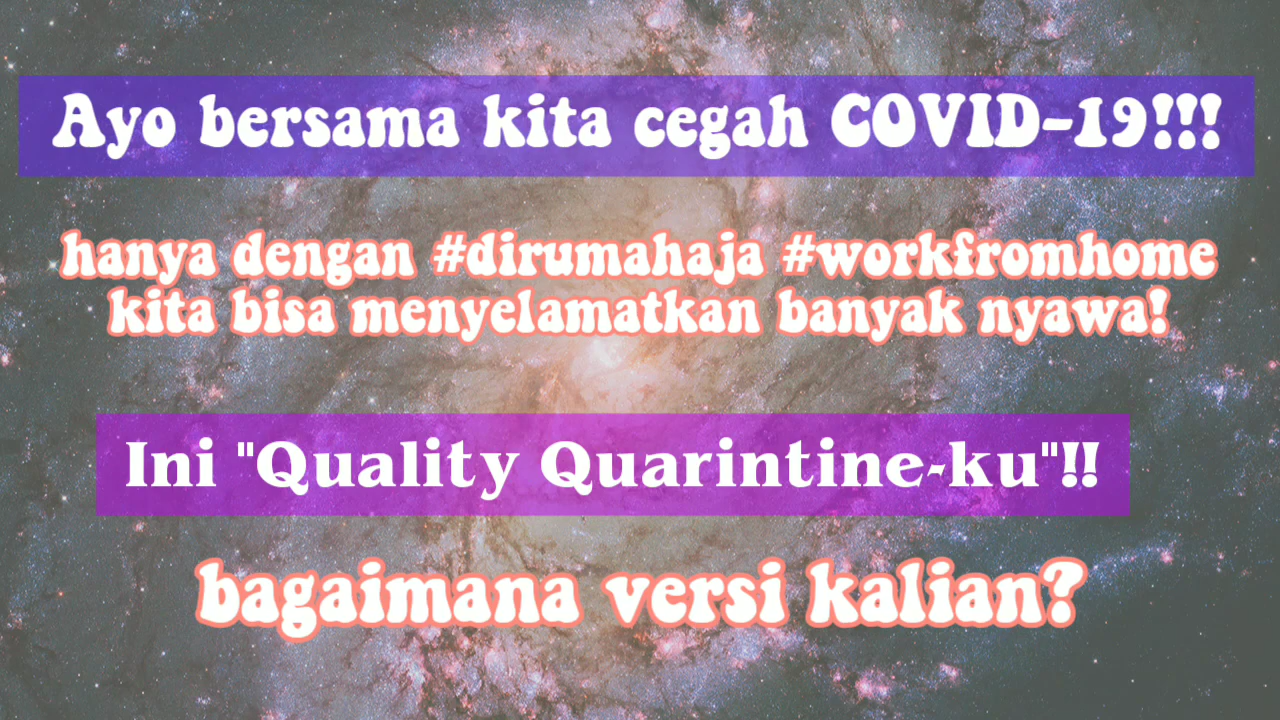 Ayo bersama kita cegah COVID-19!!!
hanya dengan #dirumahaja #workfromhome
kita bisa menyelamatkan banyak nyawa!
Ini "Quality Quarintine-ku"!!
bagaimana versi kalian?